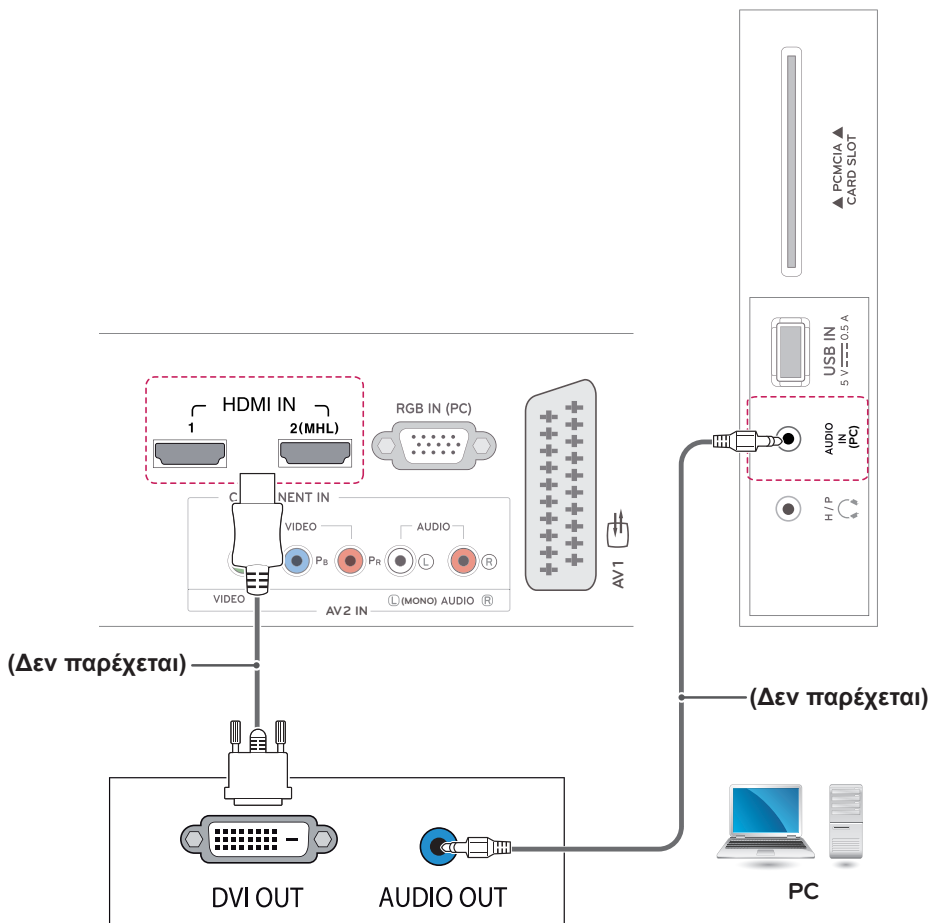 ▲ PCMCIA ▲
CARD SLOT
USB IN
5 V 0.5 A
AUDIO
IN
(PC)
H / P
HDMI IN
1
2(MHL)
RGB IN (PC)
C NENT IN
VIDEO
AUDIO
PB
PR
L
R
VIDEO
L(MONO) AUDIO R
AV2 IN
AV1
(Δεν παρέχεται)
(Δεν παρέχεται)
DVI OUT
AUDIO OUT
PC